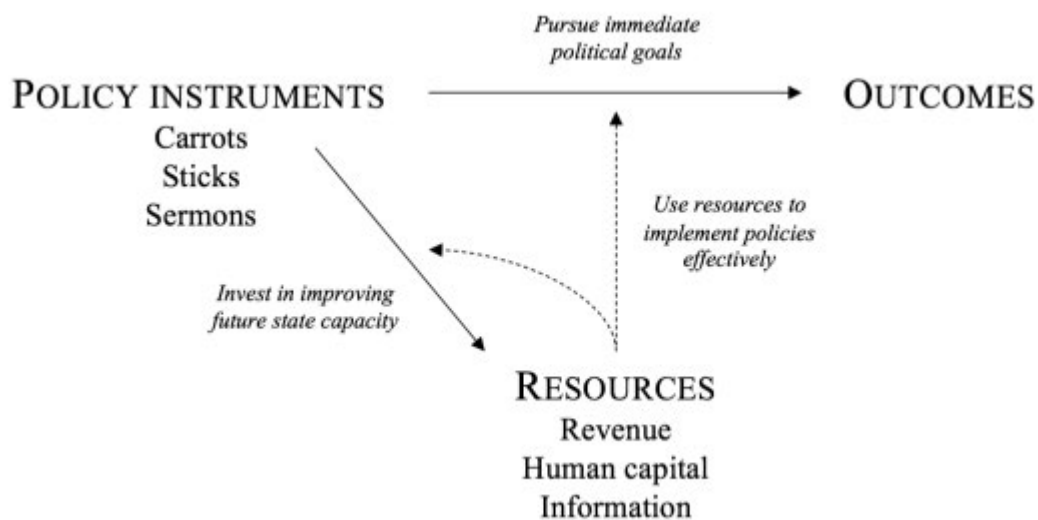 Pursue immediate
political goals
POLICY INSTRUMENTS
OUTCOMES
Carrots
Sticks
Sermons
Use resources to
implement policies
effectively
Invest in improving
future state capacity
RESOURCES
Revenue
Human capital
Information